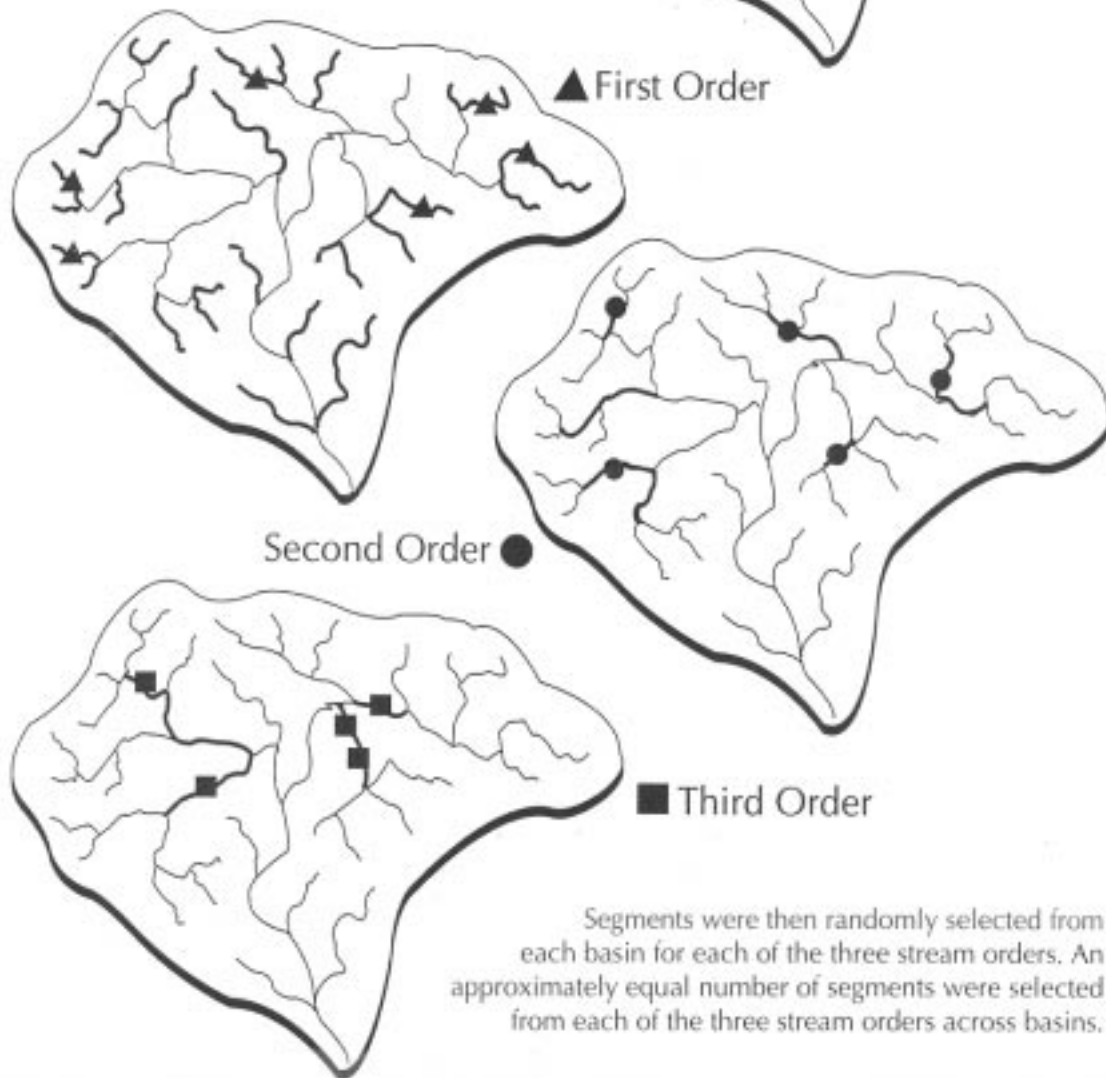 First Order
Second Order
Third Order
Segments were then randomly selected from
each basin for each of the three stream orders. An
approximately equal number of segments were selected
from each of the three stream orders across basins.